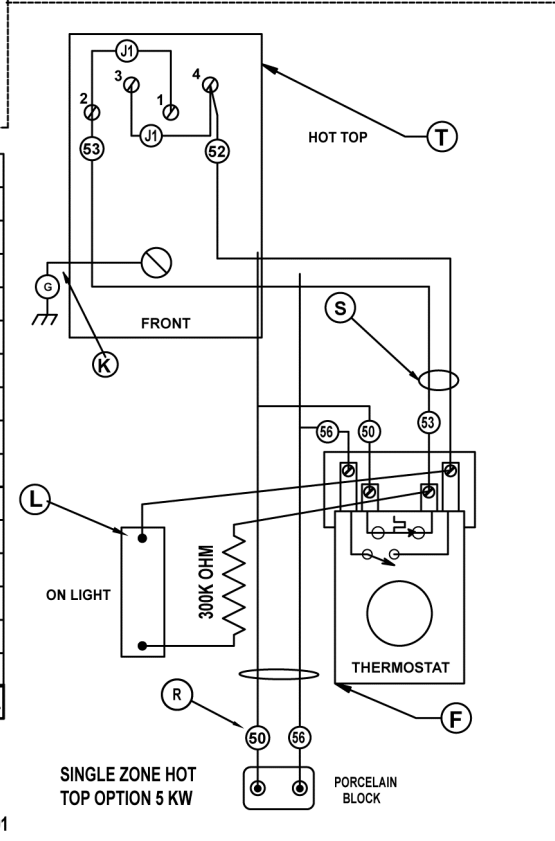 J1
3
4
2
1
J1
53
52
HOT TOP
T
G
FRONT
K
S
53
56
50
L
ON LIGHT
300K OHM
THERMOSTAT
R
F
50
56
SINGLE ZONE HOT
TOP OPTION 5 KW
PORCELAIN
BLOCK